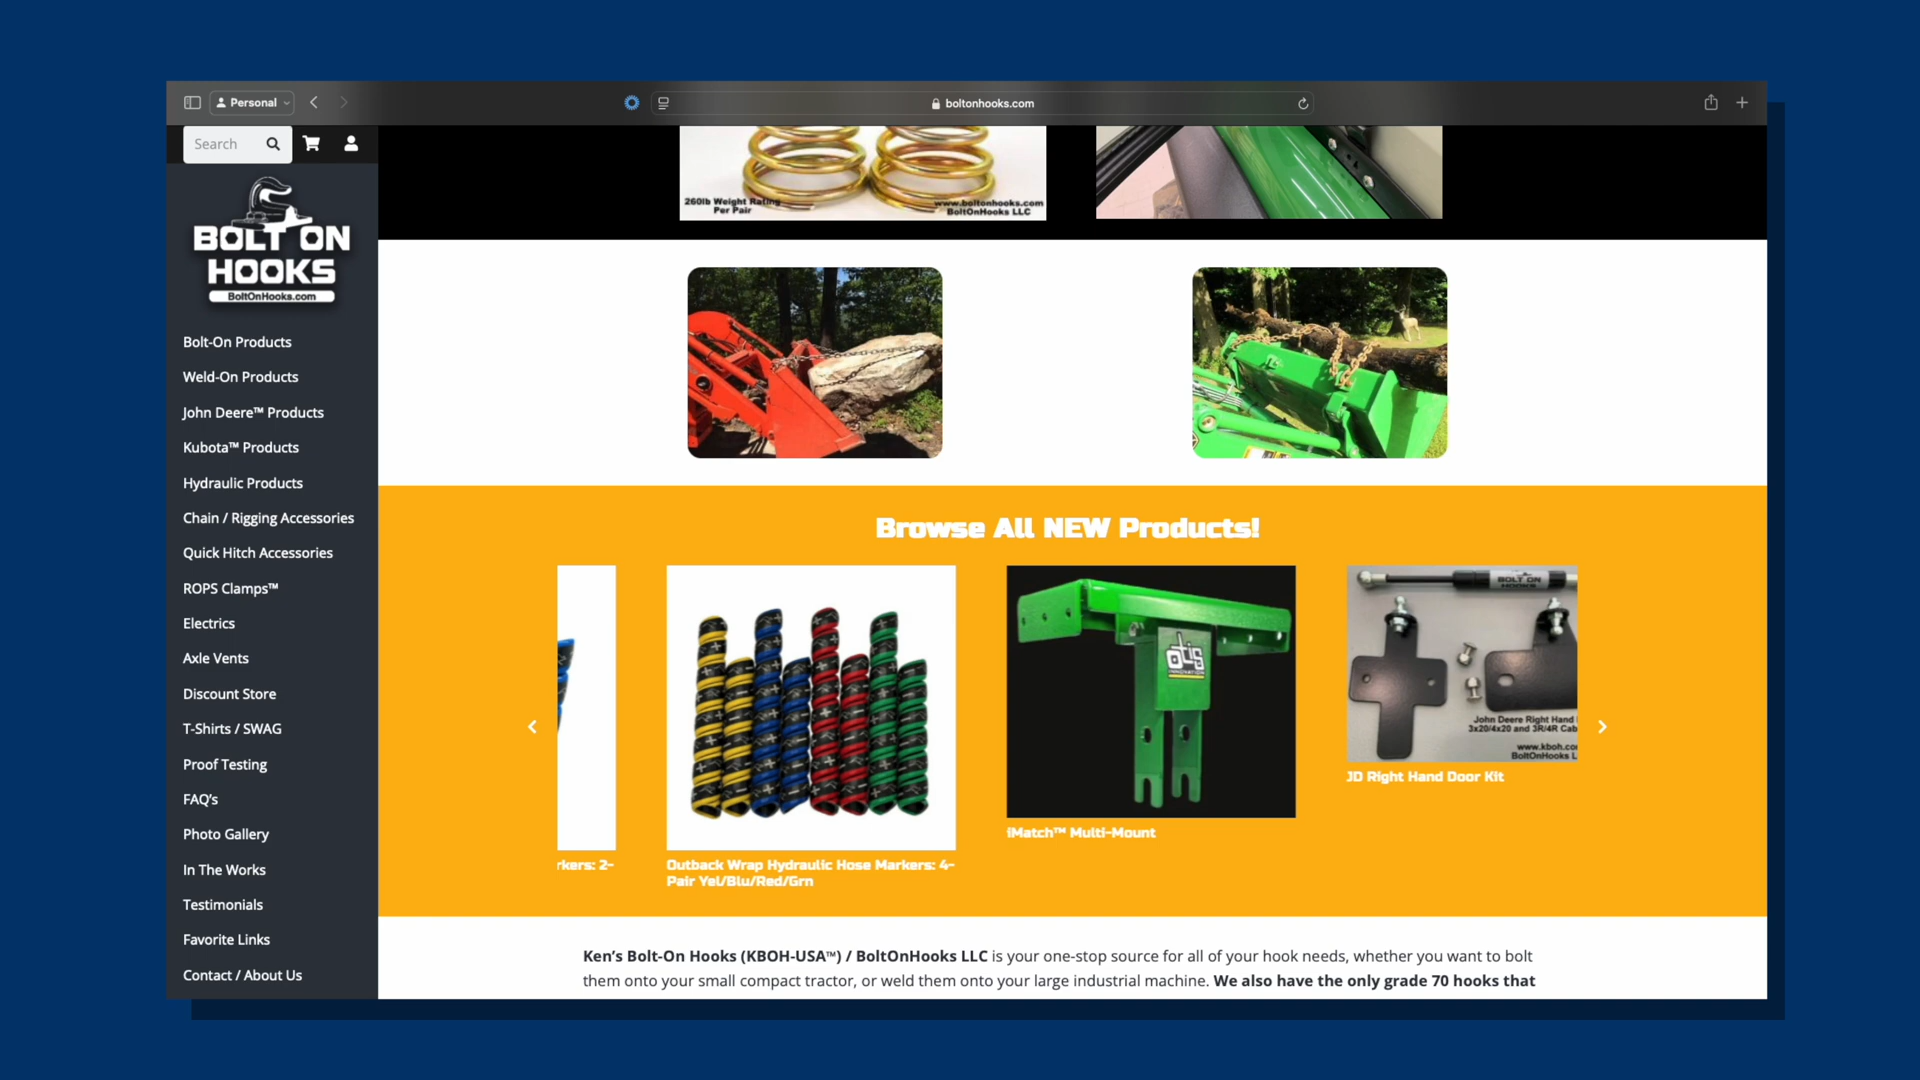 Personal
boltonhooks.com
Search
BOLT ON
HOOKS
BoltOnHooks.com
Bolt-On Products
Weld-On Products
John Deere™ Products
Kubota™ Products
Hydraulic Products
Chain / Rigging Accessories
Quick Hitch Accessories
ROPS Clamps™
Electrics
Axle Vents
Discount Store
T-Shirts / SWAG
Proof Testing
FAQ's
Photo Gallery
In The Works
Testimonials
Favorite Links
Contact / About Us
260lb Weight Rating
Per Pair
www.boltonhooks.com
BoltOnHooks LLC
Browse All NEW Products!
rkers: 2-
Outback Wrap Hydraulic Hose Markers: 4-
Pair Yel/Blu/Red/Grn
otis
INNOVATION
iMatch™ Multi-Mount
BOLT ON
HOOKS
John Deere Right Hand
3x20/4x20 and 3R/4R Cab
www.kboh.co
BoltOnHooks L
JD Right Hand Door Kit
Ken's Bolt-On Hooks (KBOH-USA™) / BoltOnHooks LLC is your one-stop source for all of your hook needs, whether you want to bolt
them onto your small compact tractor, or weld them onto your large industrial machine. We also have the only grade 70 hooks that